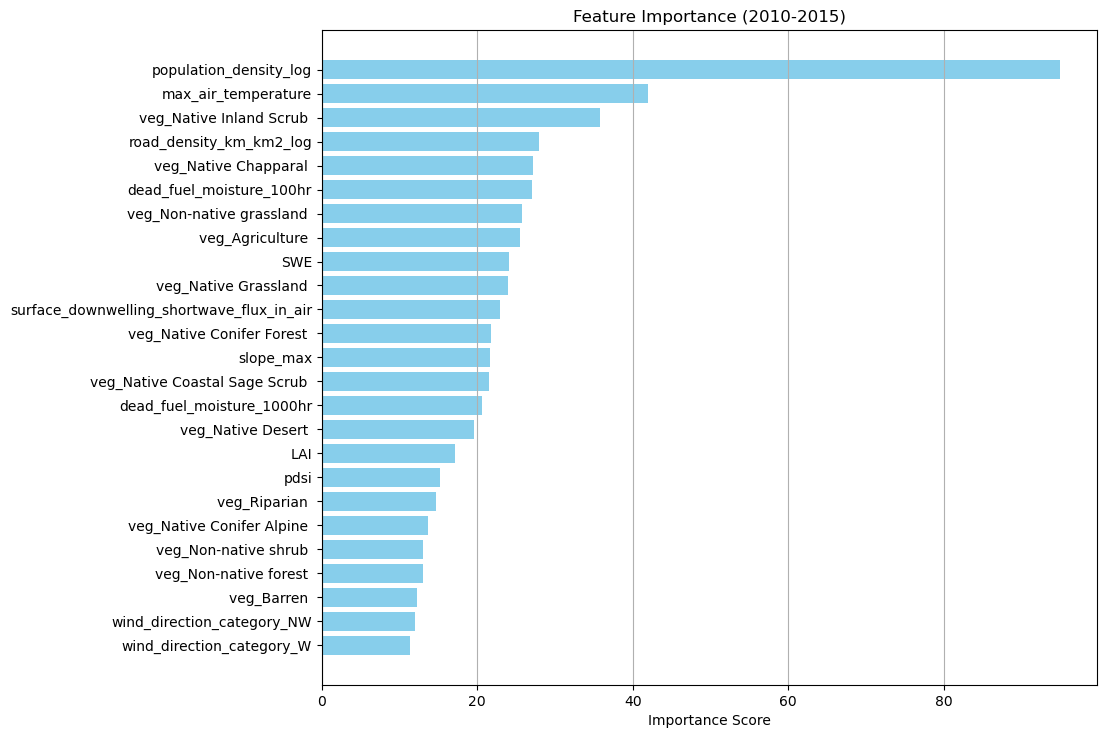 Feature Importance (2010-2015)
population_density_log
max_air_temperature
veg_Native Inland Scrub
road_density_km_km2_log
veg_Native Chapparal
dead_fuel_moisture_100hr
veg_Non-native grassland
veg_Agriculture
SWE
veg_Native Grassland
surface_downwelling_shortwave_flux_in_air
veg_Native Conifer Forest
slope_max
veg_Native Coastal Sage Scrub
dead_fuel_moisture_1000hr
veg_Native Desert
LAI
pdsi
veg_Riparian
veg_Native Conifer Alpine
veg_Non-native shrub
veg_Non-native forest
veg_Barren
wind_direction_category_NW
wind_direction_category_W
0 20 40 60 80
Importance Score